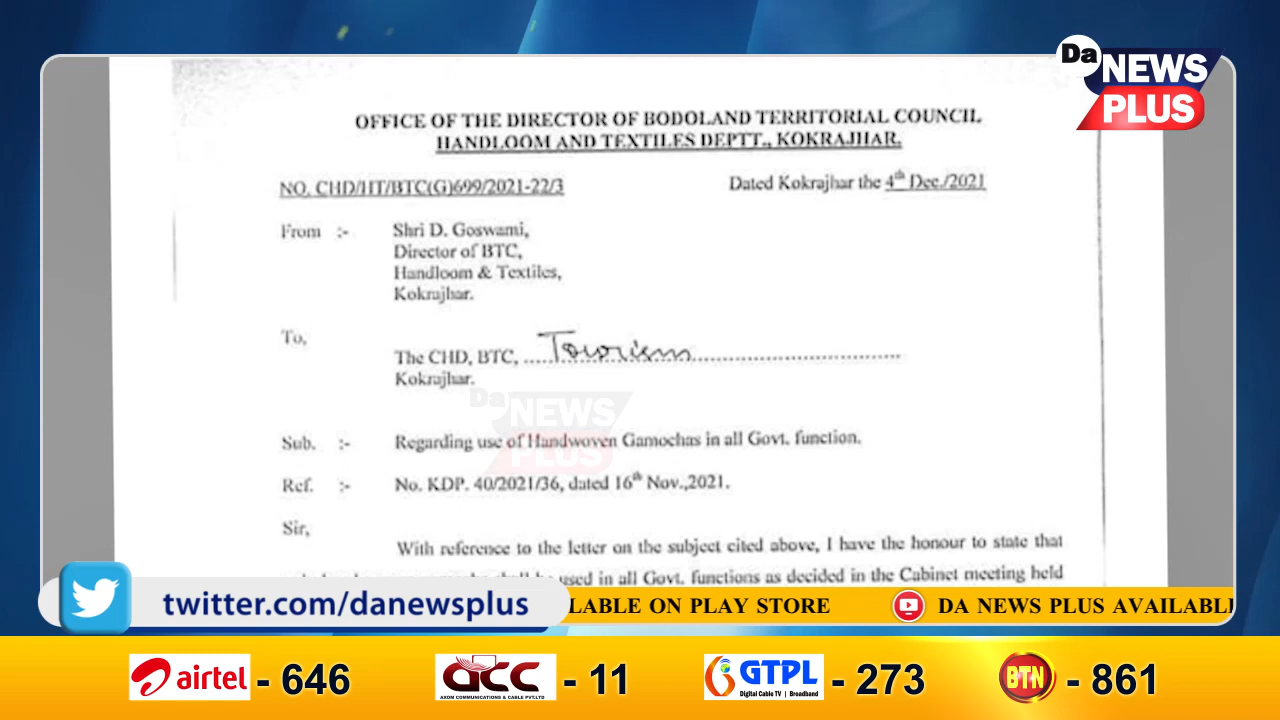 Da NEWS PLUS
OFFICE OF THE DIRECTOR OF BODOLAND TERRITORIAL COUNCIL
HANDLOOM AND TEXTILES DEPTT., KOKRAJHAR.
NO. CHD/HT/BTC(G)699/2021-22/3 Dated Kokrajhar the 4th Dec./2021
From :- Shri D. Goswami,
Director of BTC,
Handloom & Textiles,
Kokrajhar.
To,
The CHD, BTC, .....Tourism..........................................
Kokrajhar.
Da NEWS PLUS
Sub. :- Regarding use of Handwoven Gamochas in all Govt. function.
Ref. :- No. KDP. 40/2021/36, dated 16th Nov.,2021.
Sir,
With reference to the letter on the subject cited above, I have the honour to state that
used in all Govt. functions as decided in the Cabinet meeting held
twitter.com/danewsplus
LABLE ON PLAY STORE DA NEWS PLUS AVAILABL
airtel - 646
acc AXOM COMMUNICATIONS & CABLE PVT.LTD - 11
GTPL Digital Cable TV | Broadband - 273
BTN - 861